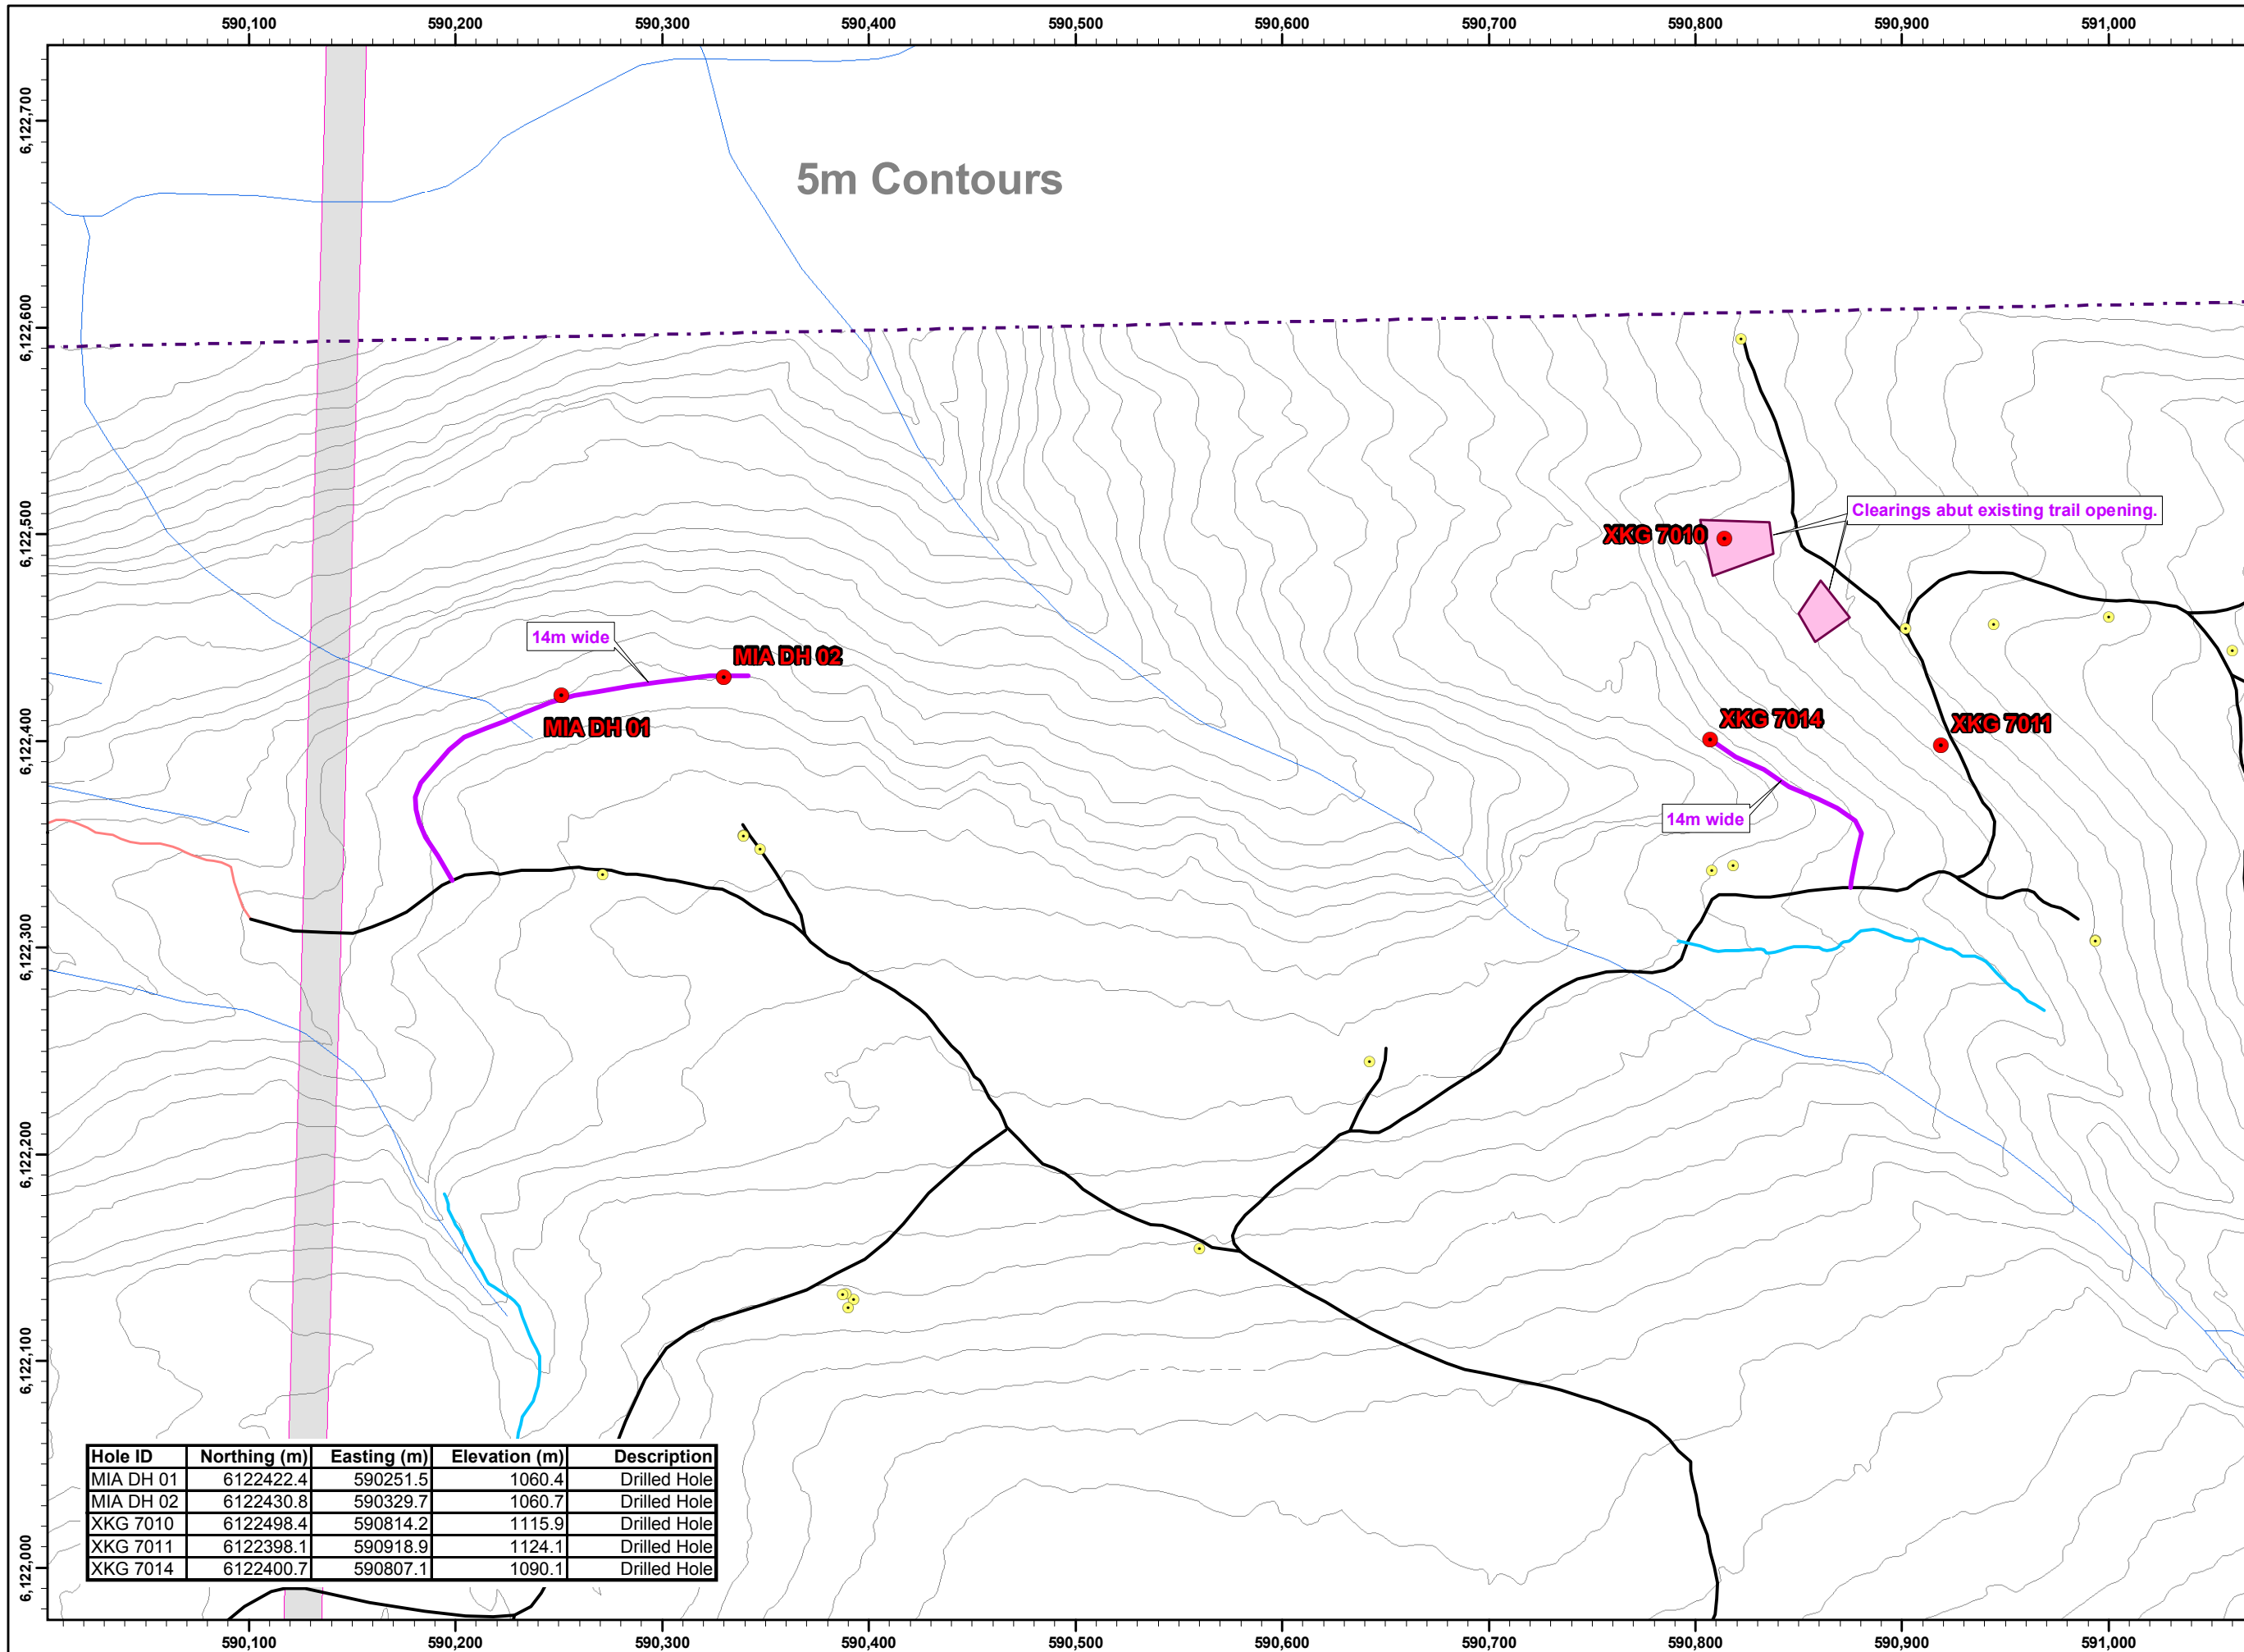 590,100 590,200 590,300 590,400 590,500 590,600 590,700 590,800 590,900 591,000
6,122,700
5m Contours
6,122,600
6,122,500
Clearings abut existing trail opening.
XKG 7010
14m wide
MIA DH 02
6,122,400
MIA DH 01
XKG 7014
XKG 7011
14m wide
6,122,300
6,122,200
6,122,100
6,122,000
Hole ID Northing (m) Easting (m) Elevation (m) Description
MIA DH 01 6122422.4 590251.5 1060.4 Drilled Hole
MIA DH 02 6122430.8 590329.7 1060.7 Drilled Hole
XKG 7010 6122498.4 590814.2 1115.9 Drilled Hole
XKG 7011 6122398.1 590918.9 1124.1 Drilled Hole
XKG 7014 6122400.7 590807.1 1090.1 Drilled Hole
590,100 590,200 590,300 590,400 590,500 590,600 590,700 590,800 590,900 591,000